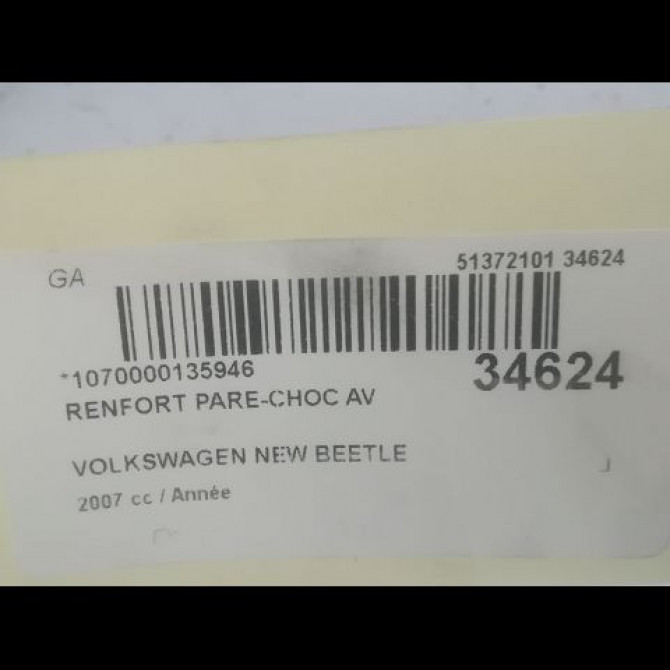 GA
51372101 34624
*1070000135946
34624
RENFORT PARE-CHOC AV
VOLKSWAGEN NEW BEETLE
2007 cc / Année